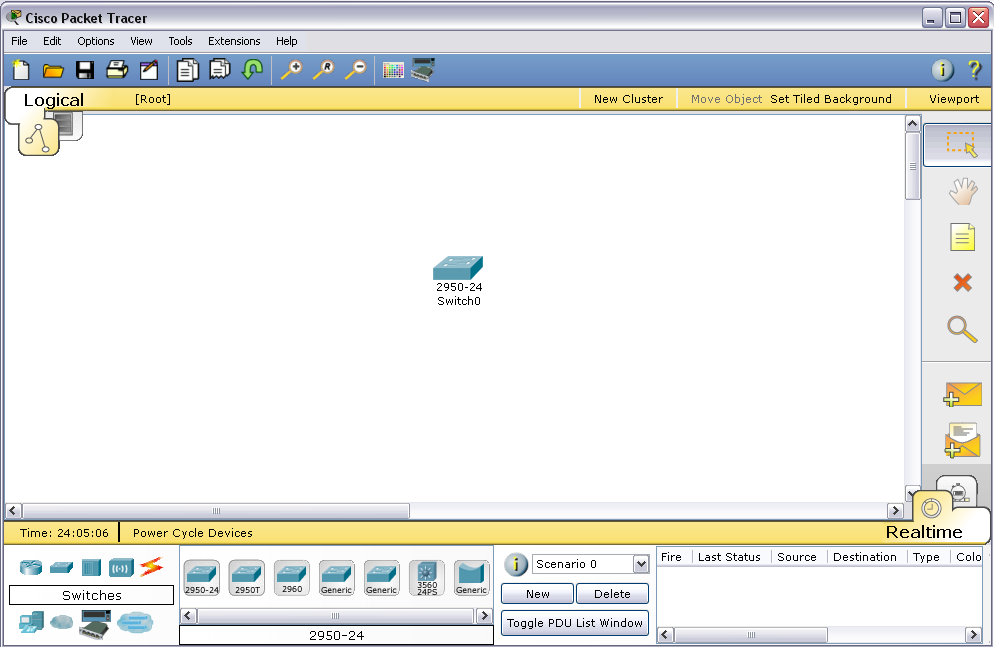 Cisco Packet Tracer
File Edit Options View Tools Extensions Help
R
i ?
Logical [Root] New Cluster Move Object Set Tiled Background Viewport
2950-24
Switch0
Time: 24:05:06 Power Cycle Devices Realtime
Switches
2950-24 2950T 2960 Generic Generic 3560 24PS Generic
2950-24
i Scenario 0
New Delete
Toggle PDU List Window
Fire Last Status Source Destination Type Colo